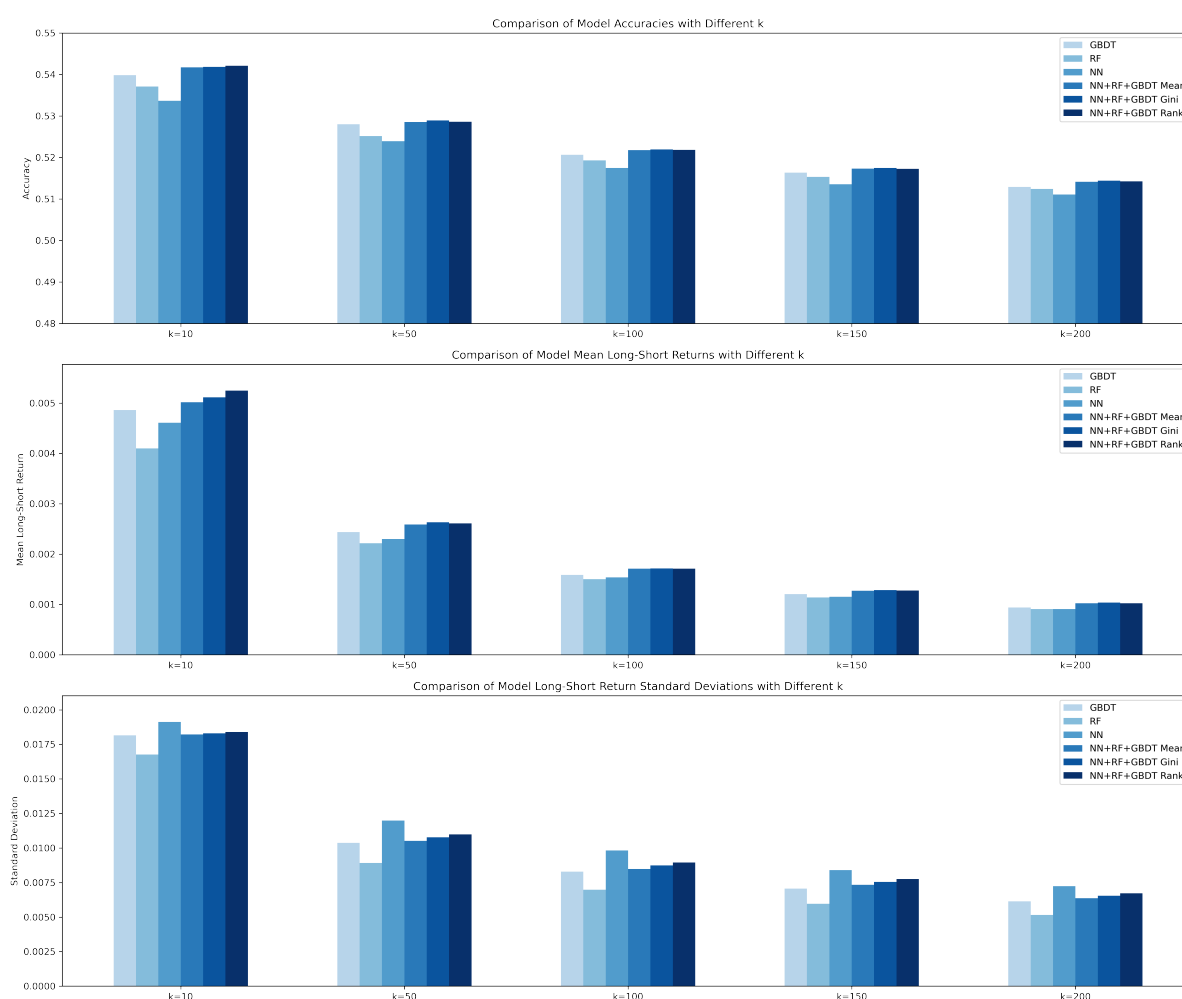 Comparison of Model Accuracies with Different k
Accuracy
0.55
0.54
0.53
0.52
0.51
0.50
0.49
0.48
k=10
k=50
k=100
k=150
k=200
GBDT
RF
NN
NN+RF+GBDT Mean
NN+RF+GBDT Gini
NN+RF+GBDT Rank
Comparison of Model Mean Long-Short Returns with Different k
Mean Long-Short Return
0.005
0.004
0.003
0.002
0.001
0.000
k=10
k=50
k=100
k=150
k=200
GBDT
RF
NN
NN+RF+GBDT Mean
NN+RF+GBDT Gini
NN+RF+GBDT Rank
Comparison of Model Long-Short Return Standard Deviations with Different k
Standard Deviation
0.0200
0.0175
0.0150
0.0125
0.0100
0.0075
0.0050
0.0025
0.0000
k=10
k=50
k=100
k=150
k=200
GBDT
RF
NN
NN+RF+GBDT Mean
NN+RF+GBDT Gini
NN+RF+GBDT Rank